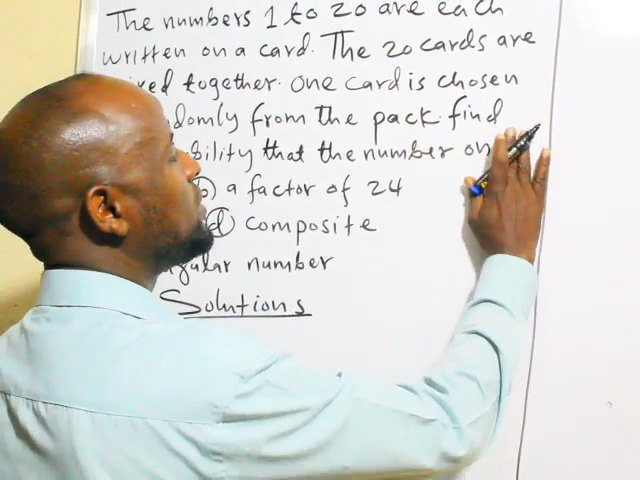 The numbers 1 to 20 are each
written on a card. The 20 cards are
together. one card is chosen
from the pack. find
that the number on
b) a factor of 24
d) composite
number
Solutions